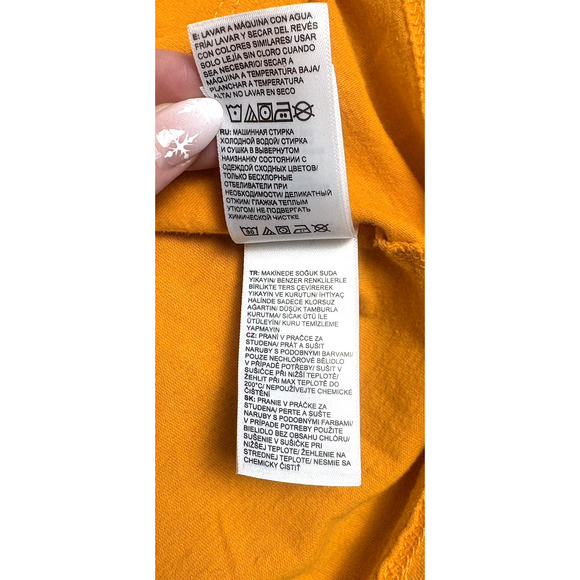 E: LAVAR A MÁQUINA CON AGUA
FRÍA/ LAVAR Y SECAR DEL REVÉS
CON COLORES SIMILARES/ USAR
SOLO LEJÍA SIN CLORO CUANDO
SEA NECESARIO/ SECAR A
MÁQUINA A TEMPERATURA BAJA/
PLANCHAR A TEMPERATURA
ALTA/ NO LAVAR EN SECO
RU: МАШИННАЯ СТИРКА
ХОЛОДНОЙ ВОДОЙ/ СТИРКА
И СУШКА В ВЫВЕРНУТОМ
НАИЗНАНКУ СОСТОЯНИИ С
ОДЕЖДОЙ СХОДНЫХ ЦВЕТОВ/
ТОЛЬКО БЕСХЛОРНЫЕ
ОТБЕЛИВАТЕЛИ ПРИ
НЕОБХОДИМОСТИ/ ДЕЛИКАТНЫЙ
ОТЖИМ/ ГЛАЖКА ТЕПЛЫМ
УТЮГОМ/ НЕ ПОДВЕРГАТЬ
ХИМИЧЕСКОЙ ЧИСТКЕ
TR: MAKİNEDE SOĞUK SUDA
YIKAYIN/ BENZER RENKLİLERLE
BİRLİKTE TERS ÇEVİREREK
YIKAYIN VE KURUTUN/ İHTİYAÇ
HALİNDE SADECE KLORSUZ
AĞARTIN/ DÜŞÜK TAMBURLA
KURUTMA/ SICAK ÜTÜ İLE
ÜTÜLEYİN/ KURU TEMİZLEME
YAPMAYIN
CZ: PRANÍ V PRAČCE ZA
STUDENA/ PRÁT A SUŠIT
NARUBY S PODOBNÝMI BARVAMI/
POUZE NECHLÓROVÉ BĚLIDLO
V PŘÍPADĚ POTŘEBY/ SUŠIT V
SUŠIČCE PŘI NIŽŠÍ TEPLOTĚ/
ŽEHLIT PŘI MAX TEPLOTĚ DO
200°C/ NEPOUŽÍVEJTE CHEMICKÉ
ČIŠTĚNÍ
SK: PRANIE V PRÁČKE ZA
STUDENA/ PERTE A SUŠTE
NARUBY S PODOBNÝMI FARBAMI/
V PRÍPADE POTREBY POUŽITE
BIELIDLO BEZ OBSAHU CHLÓRU/
SUŠENIE V SUŠIČKE PRI
NIŽŠEJ TEPLOTE/ ŽEHLENIE NA
STREDNEJ TEPLOTE/ NESMIE SA
CHEMICKY ČISTIŤ